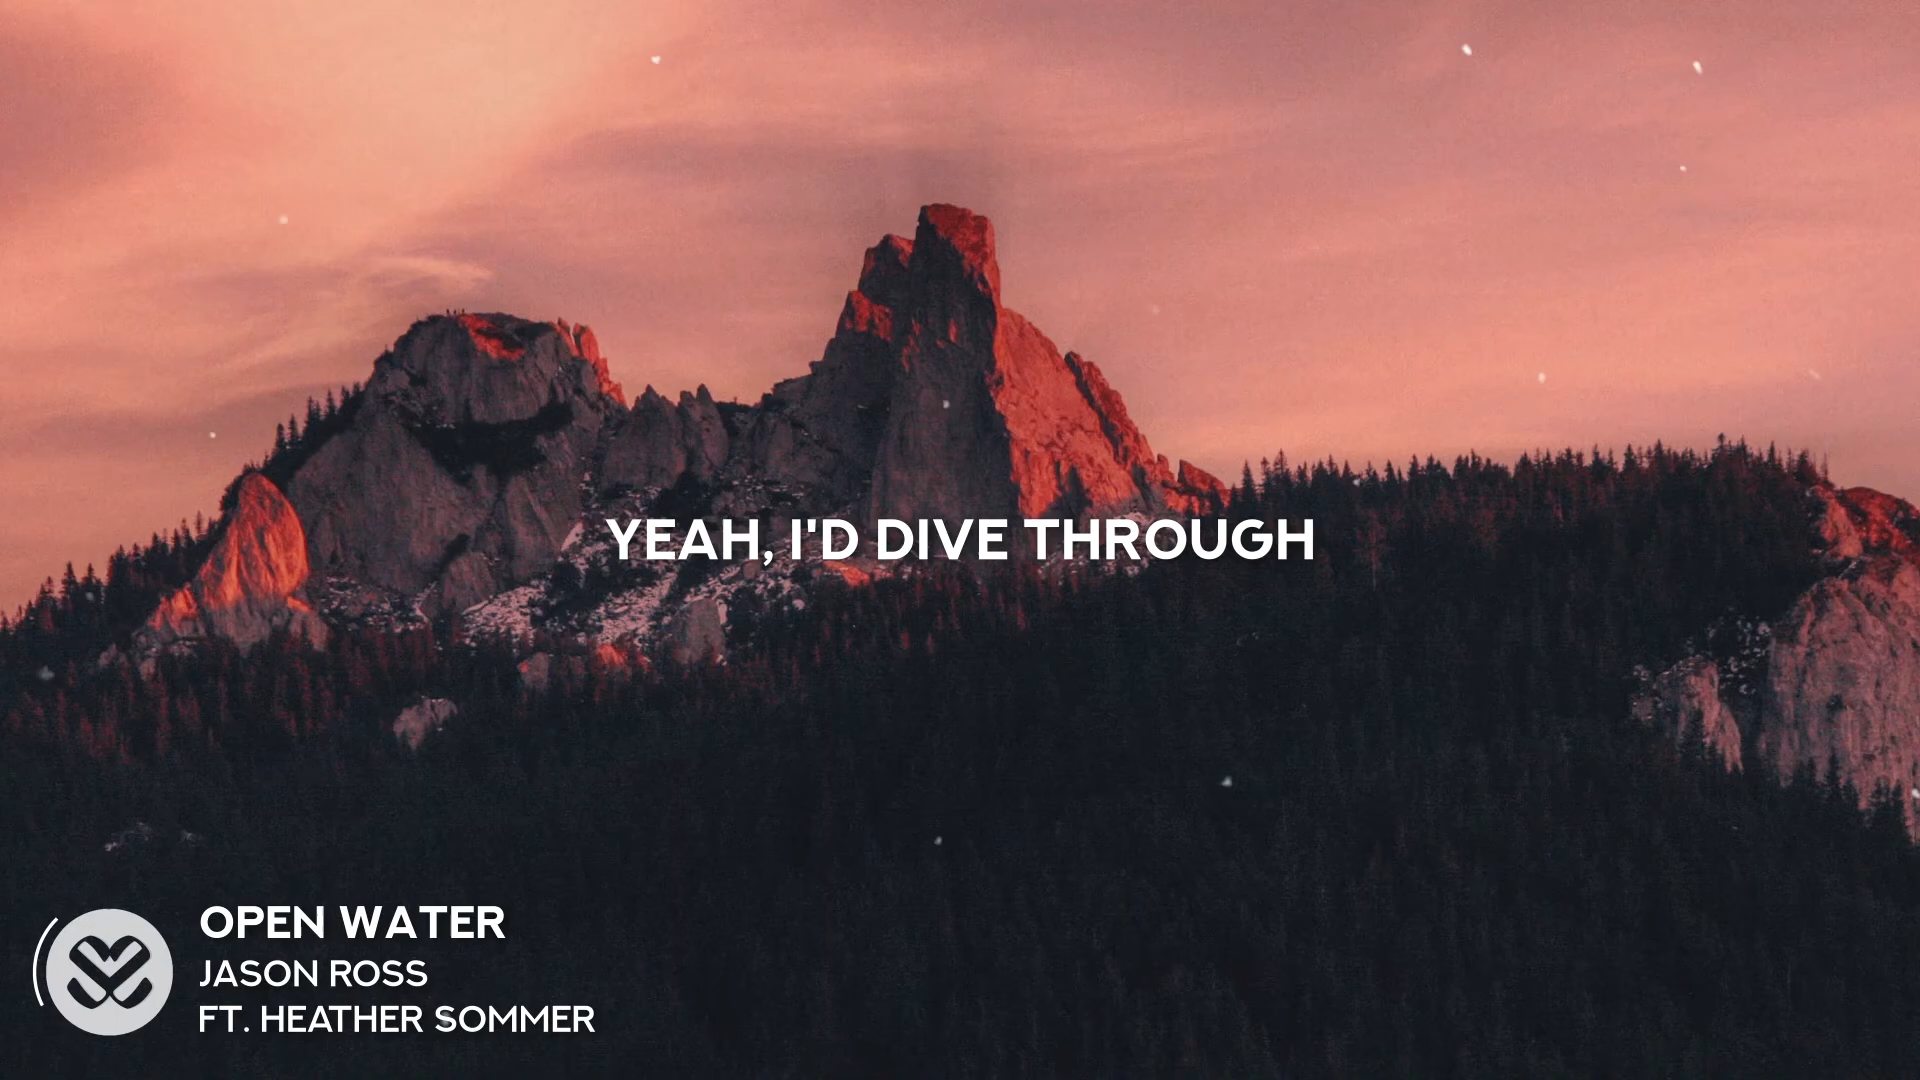 YEAH, I'D DIVE THROUGH
OPEN WATER
JASON ROSS
FT. HEATHER SOMMER